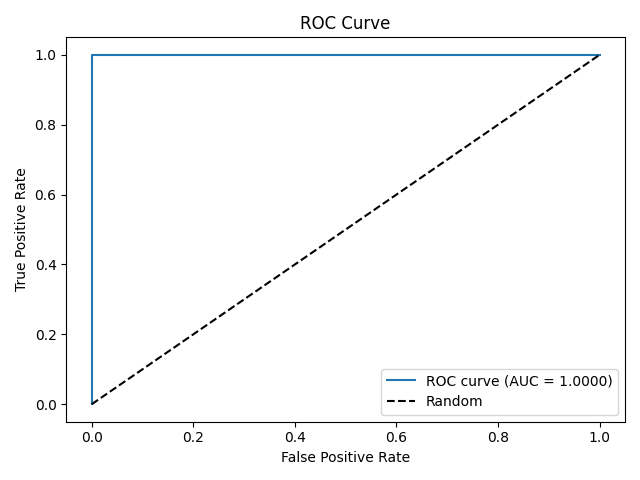 ROC Curve
1.0
0.8
0.6
0.4
0.2
0.0
True Positive Rate
ROC curve (AUC = 1.0000)
Random
0.0 0.2 0.4 0.6 0.8 1.0
False Positive Rate